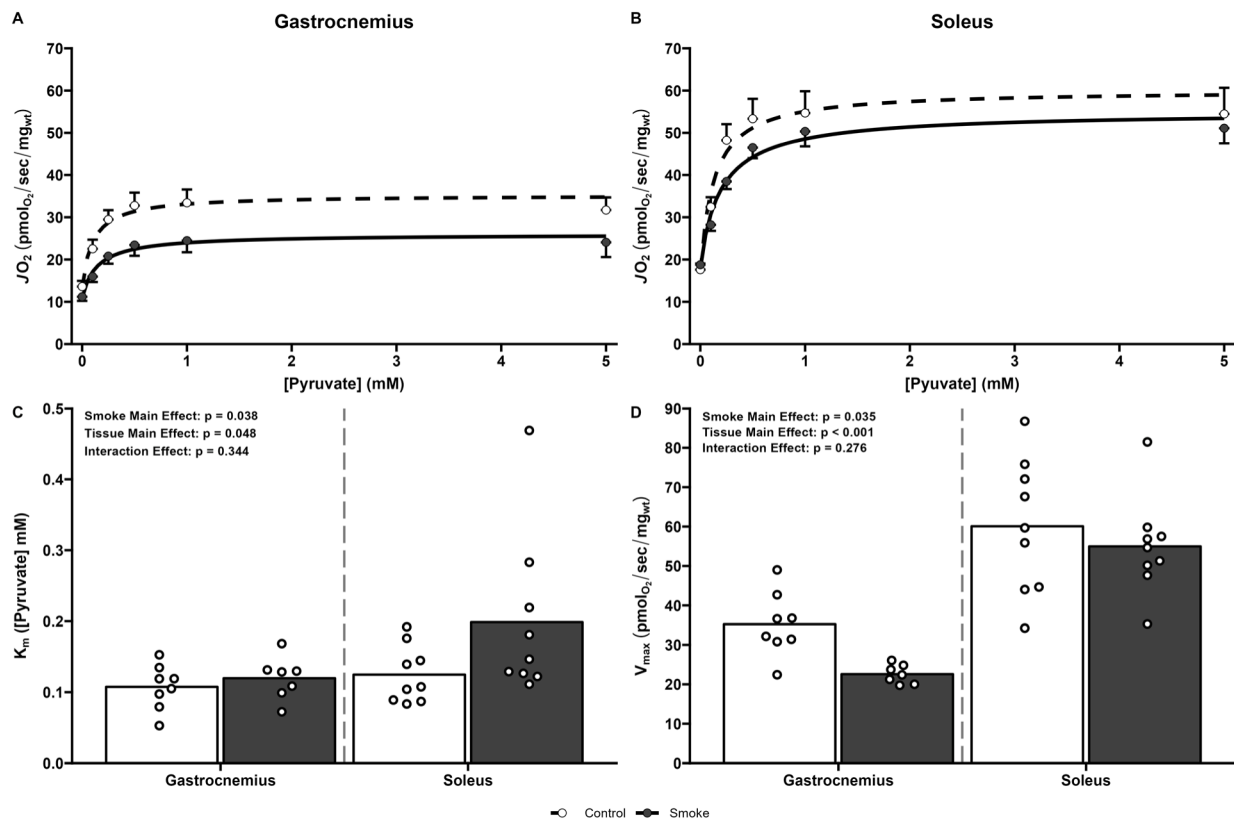 A
Gastrocnemius
70
60
50
40
30
20
10
0
JO2 (pmolO2/sec/mgwt)
0
1
2
3
4
5
[Pyruvate] (mM)
B
Soleus
70
60
50
40
30
20
10
0
JO2 (pmolO2/sec/mgwt)
0
1
2
3
4
5
[Pyruvate] (mM)
C
Smoke Main Effect: p = 0.038
Tissue Main Effect: p = 0.048
Interaction Effect: p = 0.344
0.5
0.4
0.3
0.2
0.1
0.0
Km ([Pyruvate] mM)
Gastrocnemius
Soleus
D
Smoke Main Effect: p = 0.035
Tissue Main Effect: p < 0.001
Interaction Effect: p = 0.276
90
80
70
60
50
40
30
20
10
0
Vmax (pmolO2/sec/mgwt)
Gastrocnemius
Soleus
Control
Smoke